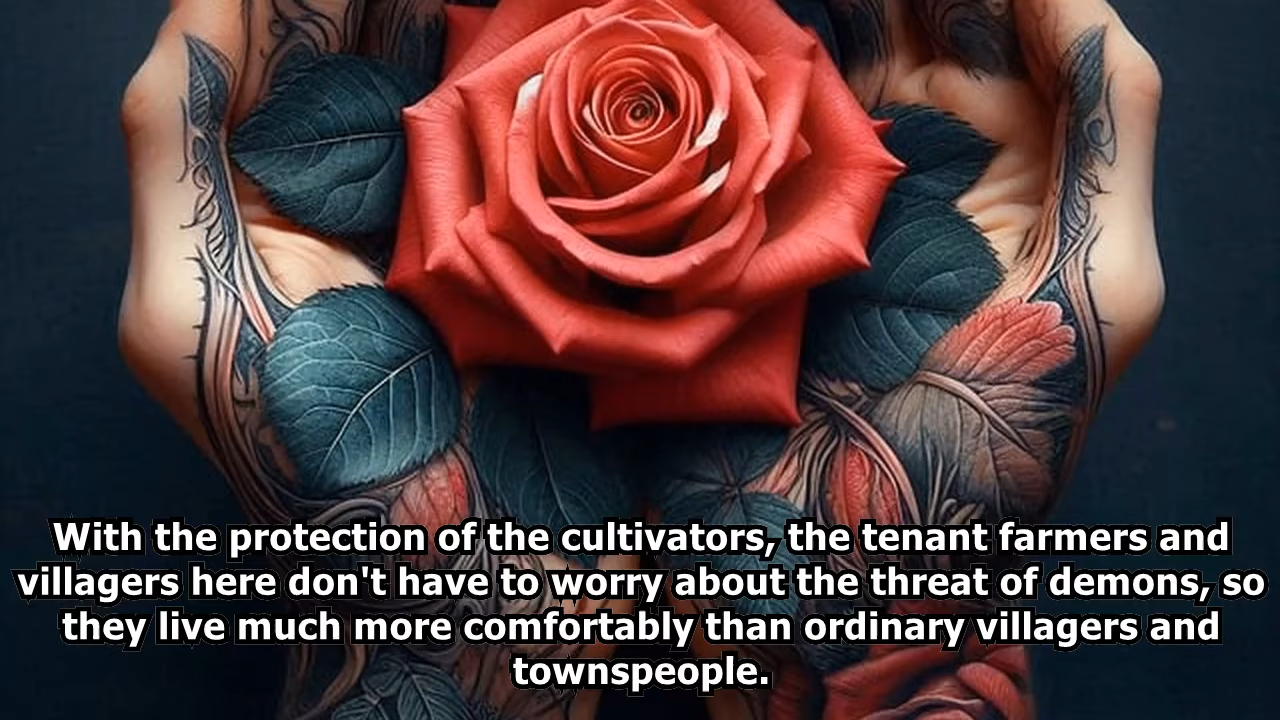 With the protection of the cultivators, the tenant farmers and
villagers here don't have to worry about the threat of demons, so
they live much more comfortably than ordinary villagers and
townspeople.